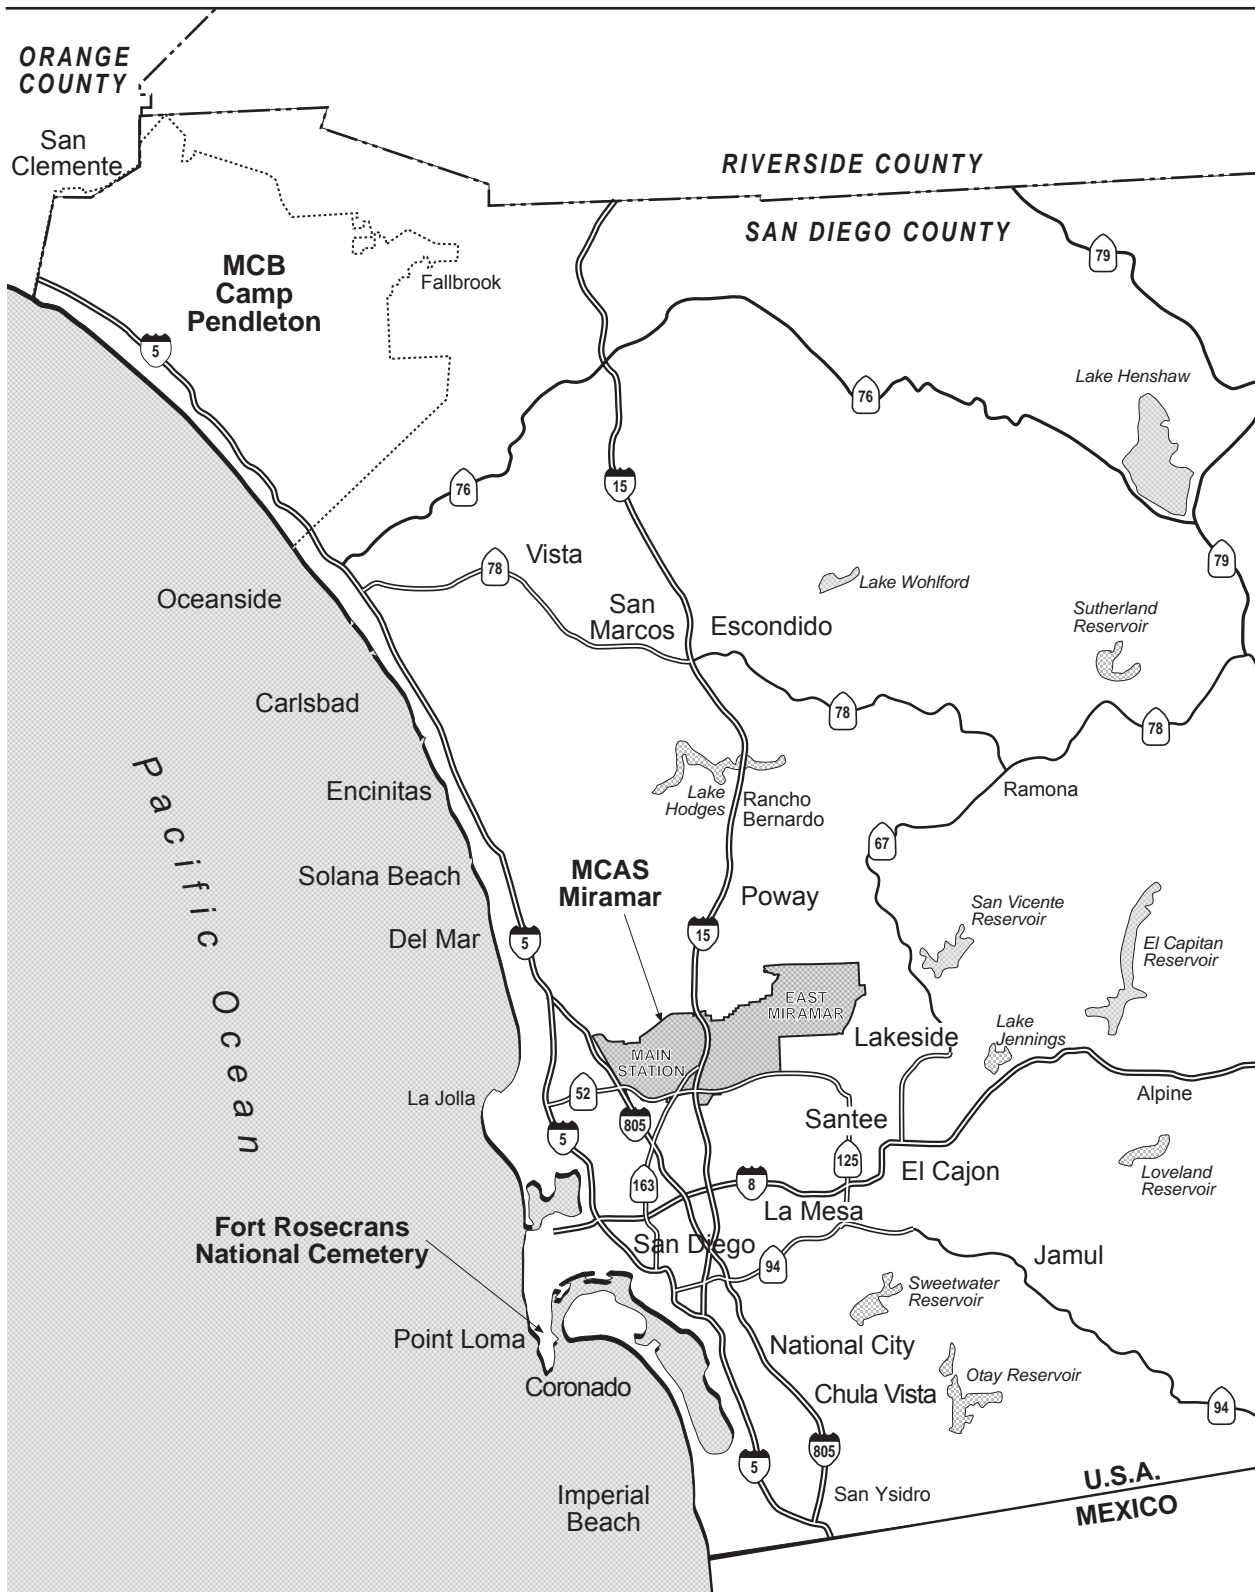 ORANGE
COUNTY
San
Clemente
RIVERSIDE COUNTY
SAN DIEGO COUNTY
79
MCB
Camp
Pendleton
Fallbrook
5
Lake Henshaw
76
76
15
Vista
78
Lake Wohlford
79
Oceanside
San
Marcos
Escondido
Sutherland
Reservoir
Carlsbad
78
78
Pacific Ocean
Encinitas
Lake
Hodges
Rancho
Bernardo
Ramona
67
Solana Beach
MCAS
Miramar
Poway
San Vicente
Reservoir
Del Mar
5
15
El Capitan
Reservoir
EAST
MIRAMAR
Lakeside
Lake
Jennings
MAIN
STATION
La Jolla
52
Alpine
805
Santee
5
125
El Cajon
Loveland
Reservoir
163
8
La Mesa
Fort Rosecrans
National Cemetery
San Diego
94
Jamul
Sweetwater
Reservoir
Point Loma
National City
Coronado
Chula Vista
Otay Reservoir
94
805
5
U.S.A.
MEXICO
Imperial
Beach
San Ysidro